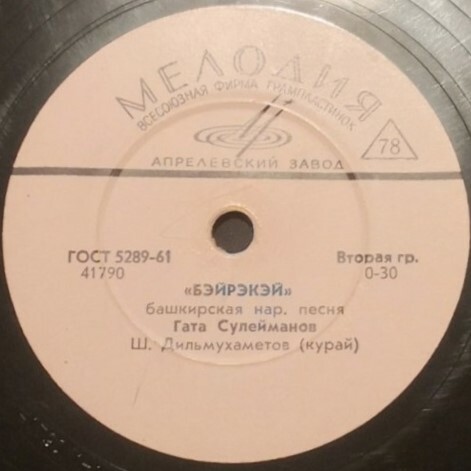 МЕЛОДИЯ
ВСЕСОЮЗНАЯ ФИРМА ГРАМПЛАСТИНОК
АПРЕЛЕВСКИЙ ЗАВОД
78
ГОСТ 5289-61
41790
Вторая гр.
0-30
«БЭЙРЭКЭЙ»
башкирская нар. песня
Гата Сулейманов
Ш. Дильмухаметов (курай)